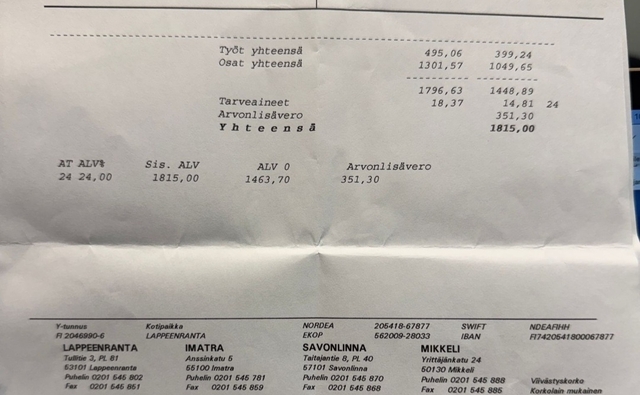 Työt yhteensä 495,06 399,24
Osat yhteensä 1301,57 1049,65
1796,63 1448,89
Tarveaineet 18,37 14,81 24
Arvonlisävero 351,30
Yhteensä 1815,00
AT ALV% Sis. ALV ALV 0 Arvonlisävero
24 24,00 1815,00 1463,70 351,30
Y-tunnus Kotipaikka NORDEA 205418-67877 SWIFT NDEAFIHH
FI 2046990-6 LAPPEENRANTA EKOP 562009-28033 IBAN FI7420541800067877
LAPPEENRANTA IMATRA SAVONLINNA MIKKELI
Tullitie 3, PL 81 Anssinkatu 5 Taitajantie 8, PL 40 Yrittäjänkatu 24
53101 Lappeenranta 55100 Imatra 57101 Savonlinna 50130 Mikkeli
Puhelin 0201 545 802 Puhelin 0201 545 781 Puhelin 0201 545 870 Puhelin 0201 545 888 Viivästyskorko
Fax 0201 545 851 Fax 0201 545 859 Fax 0201 545 868 Fax 0201 545 885 Korkolain mukainen